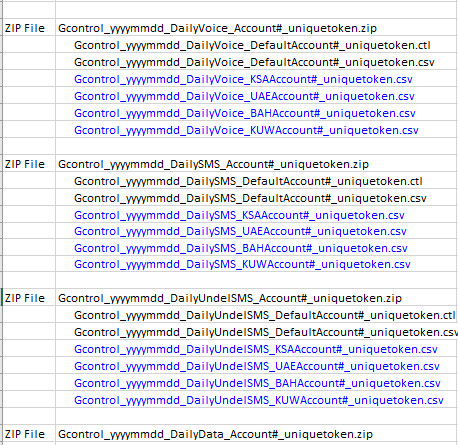 ZIP File Gcontrol_yyyymmdd_DailyVoice_Account#_uniquetoken.zip
Gcontrol_yyyymmdd_DailyVoice_DefaultAccount#_uniquetoken.ctl
Gcontrol_yyyymmdd_DailyVoice_DefaultAccount#_uniquetoken.csv
Gcontrol_yyyymmdd_DailyVoice_KSAAccount#_uniquetoken.csv
Gcontrol_yyyymmdd_DailyVoice_UAEAccount#_uniquetoken.csv
Gcontrol_yyyymmdd_DailyVoice_BAHAccount#_uniquetoken.csv
Gcontrol_yyyymmdd_DailyVoice_KUWAccount#_uniquetoken.csv
ZIP File Gcontrol_yyyymmdd_DailySMS_Account#_uniquetoken.zip
Gcontrol_yyyymmdd_DailySMS_DefaultAccount#_uniquetoken.ctl
Gcontrol_yyyymmdd_DailySMS_DefaultAccount#_uniquetoken.csv
Gcontrol_yyyymmdd_DailySMS_KSAAccount#_uniquetoken.csv
Gcontrol_yyyymmdd_DailySMS_UAEAccount#_uniquetoken.csv
Gcontrol_yyyymmdd_DailySMS_BAHAccount#_uniquetoken.csv
Gcontrol_yyyymmdd_DailySMS_KUWAccount#_uniquetoken.csv
ZIP File Gcontrol_yyyymmdd_DailyUndelSMS_Account#_uniquetoken.zip
Gcontrol_yyyymmdd_DailyUndelSMS_DefaultAccount#_uniquetoken.ctl
Gcontrol_yyyymmdd_DailyUndelSMS_DefaultAccount#_uniquetoken.csv
Gcontrol_yyyymmdd_DailyUndelSMS_KSAAccount#_uniquetoken.csv
Gcontrol_yyyymmdd_DailyUndelSMS_UAEAccount#_uniquetoken.csv
Gcontrol_yyyymmdd_DailyUndelSMS_BAHAccount#_uniquetoken.csv
Gcontrol_yyyymmdd_DailyUndelSMS_KUWAccount#_uniquetoken.csv
ZIP File Gcontrol_yyyymmdd_DailyData_Account#_uniquetoken.zip